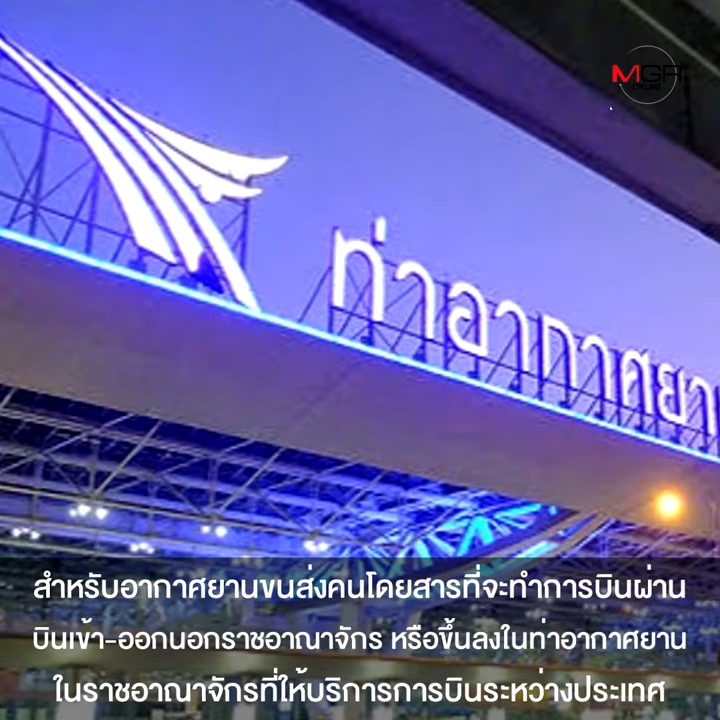 MGR
ONLINE
ท่าอากาศยา
สำหรับอากาศยานขนส่งคนโดยสารที่จะทำการบินผ่าน
บินเข้า-ออกนอกราชอาณาจักร หรือขึ้นลงในท่าอากาศยาน
ในราชอาณาจักรที่ให้บริการการบินระหว่างประเทศ